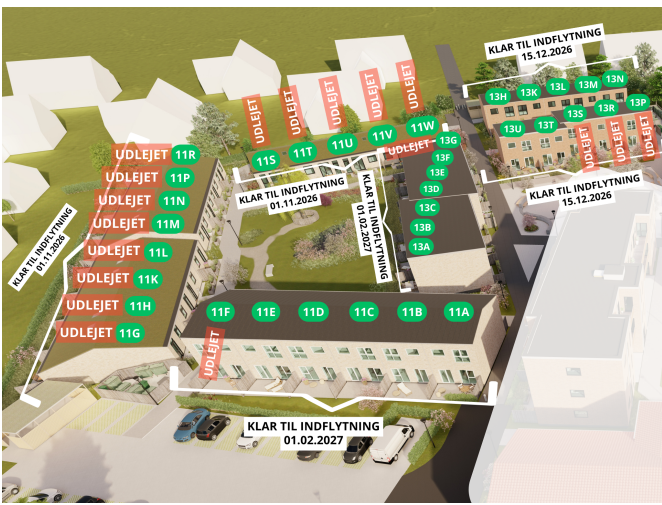 KLAR TIL INDFLYTNING
15.12.2026
13H 13K 13L 13M 13N
13U 13T 13S 13R 13P
UDLEJET UDLEJET UDLEJET
KLAR TIL INDFLYTNING
15.12.2026
UDLEJET UDLEJET UDLEJET UDLEJET UDLEJET
11S 11T 11U 11V 11W
KLAR TIL INDFLYTNING
01.11.2026
UDLEJET 13G
13F
13E
13D
13C
13B
13A
KLAR TIL INDFLYTNING
01.02.2027
UDLEJET 11R
UDLEJET 11P
UDLEJET 11N
UDLEJET 11M
UDLEJET 11L
UDLEJET 11K
UDLEJET 11H
UDLEJET 11G
KLAR TIL INDFLYTNING
01.11.2026
11F 11E 11D 11C 11B 11A
UDLEJET
KLAR TIL INDFLYTNING
01.02.2027